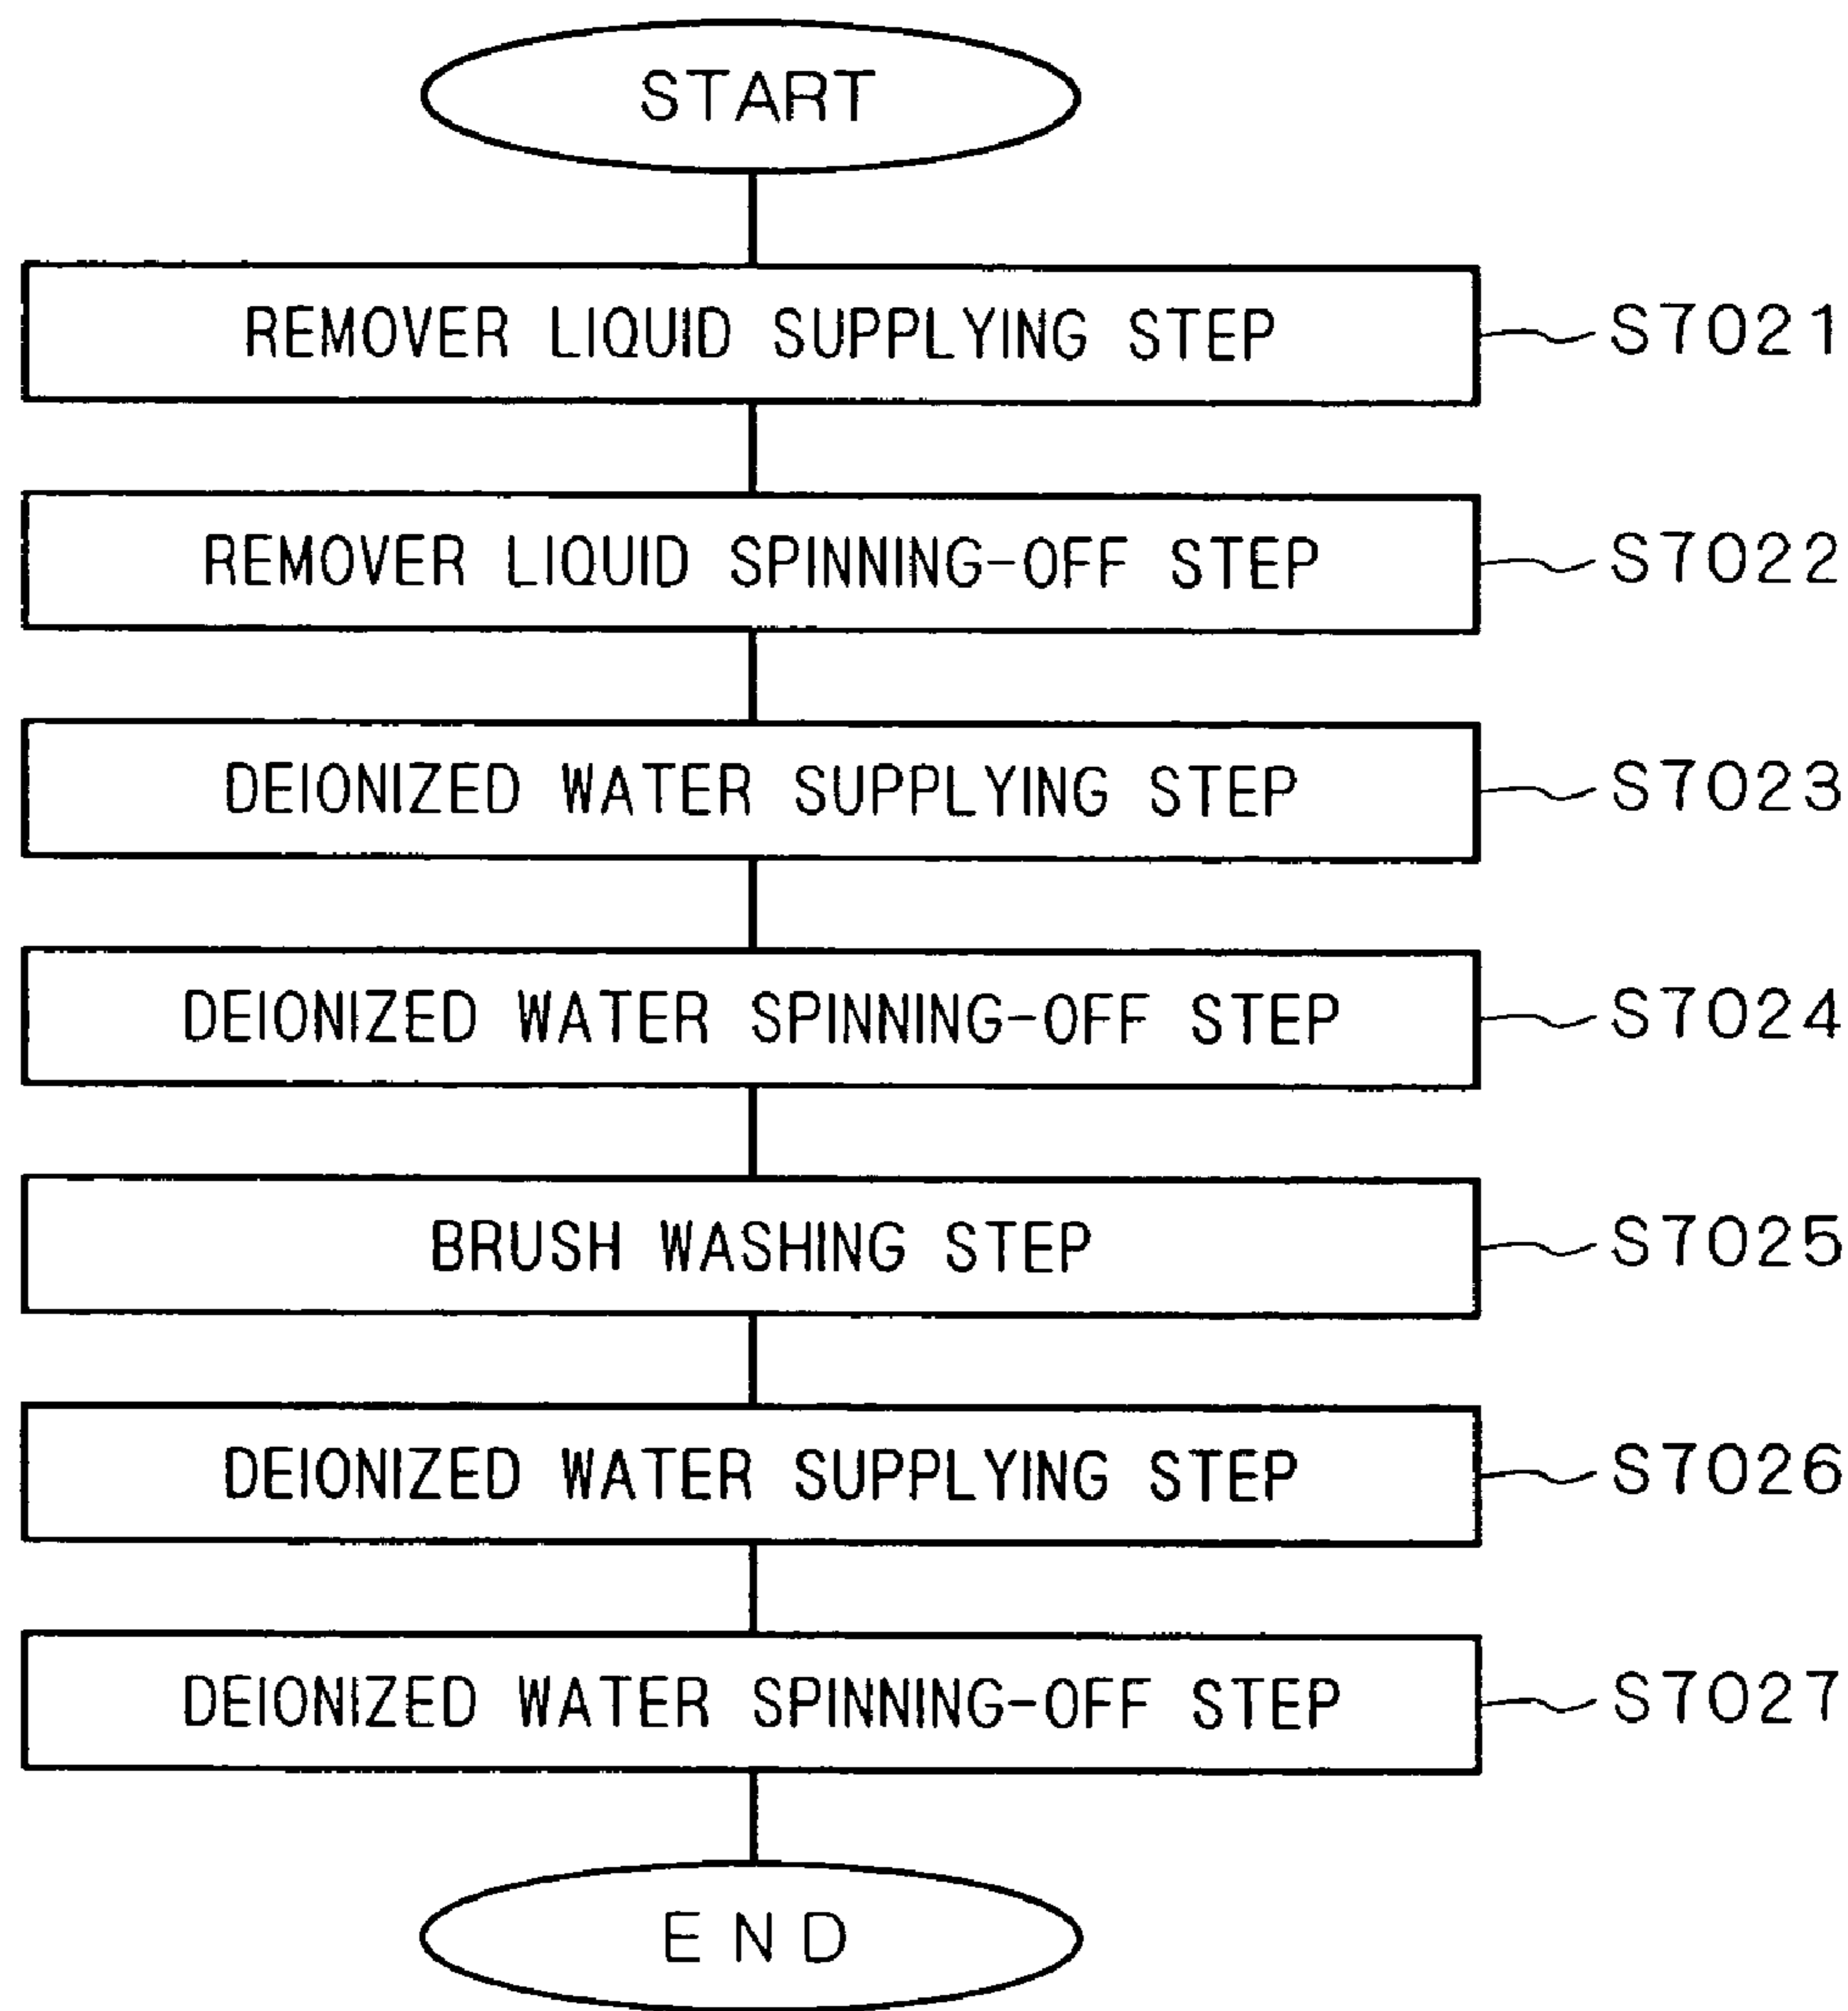 START
REMOVER LIQUID SUPPLYING STEP S7021
REMOVER LIQUID SPINNING-OFF STEP S7022
DEIONIZED WATER SUPPLYING STEP S7023
DEIONIZED WATER SPINNING-OFF STEP S7024
BRUSH WASHING STEP S7025
DEIONIZED WATER SUPPLYING STEP S7026
DEIONIZED WATER SPINNING-OFF STEP S7027
END